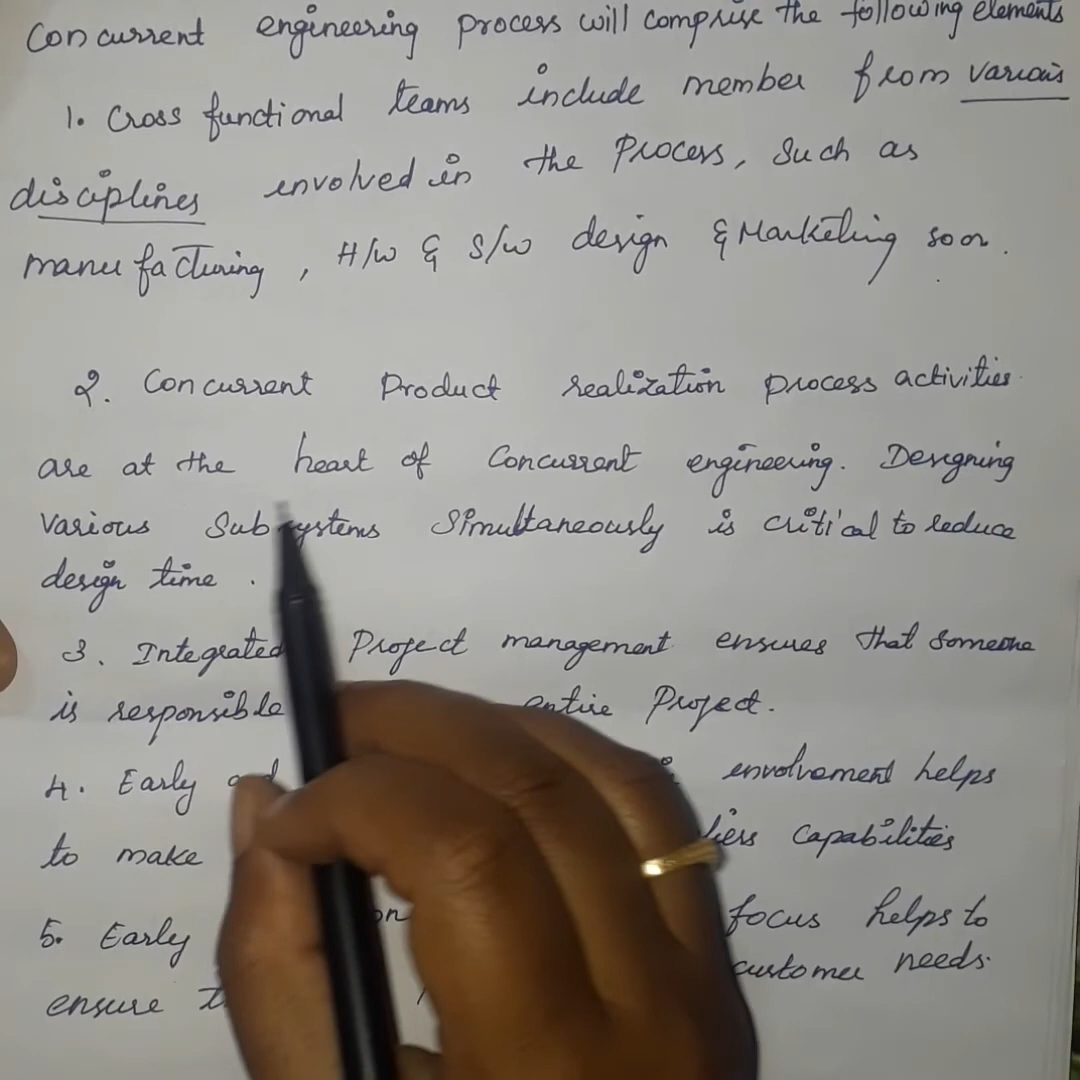 Concurrent engineering process will comprise the following elements
1. Cross functional teams include member from various
disciplines involved in the Process, Such as
manufacturing, H/W & S/W design & Marketing soon.
2. Concurrent Product realization process activities
are at the heart of Concurrent engineering. Designing
various Subsystems Simultaneously is critical to reduce
design time.
3. Integrated Project management ensures that someone
is responsible entire Project.
4. Early involvement helps
to make capabilities
5. Early focus helps to
ensure customer needs.